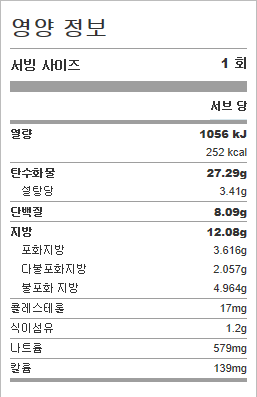 영양 정보
서빙 사이즈 1 회
서브 당
열량 1056 kJ
252 kcal
탄수화물 27.29g
설탕당 3.41g
단백질 8.09g
지방 12.08g
포화지방 3.616g
다불포화지방 2.057g
불포화 지방 4.964g
콜레스테롤 17mg
식이섬유 1.2g
나트륨 579mg
칼륨 139mg